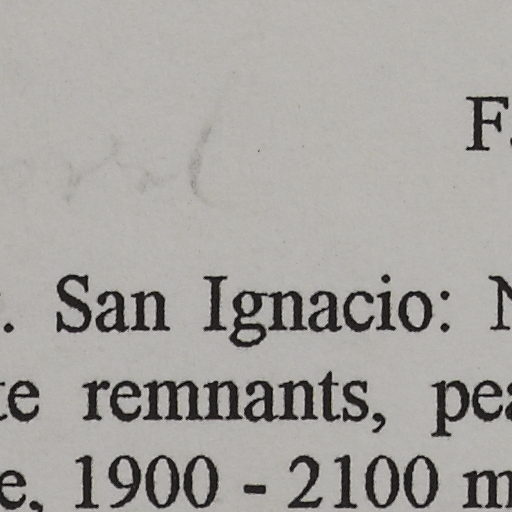 F
. San Ignacio: N
te remnants, pea
e, 1900 - 2100 m